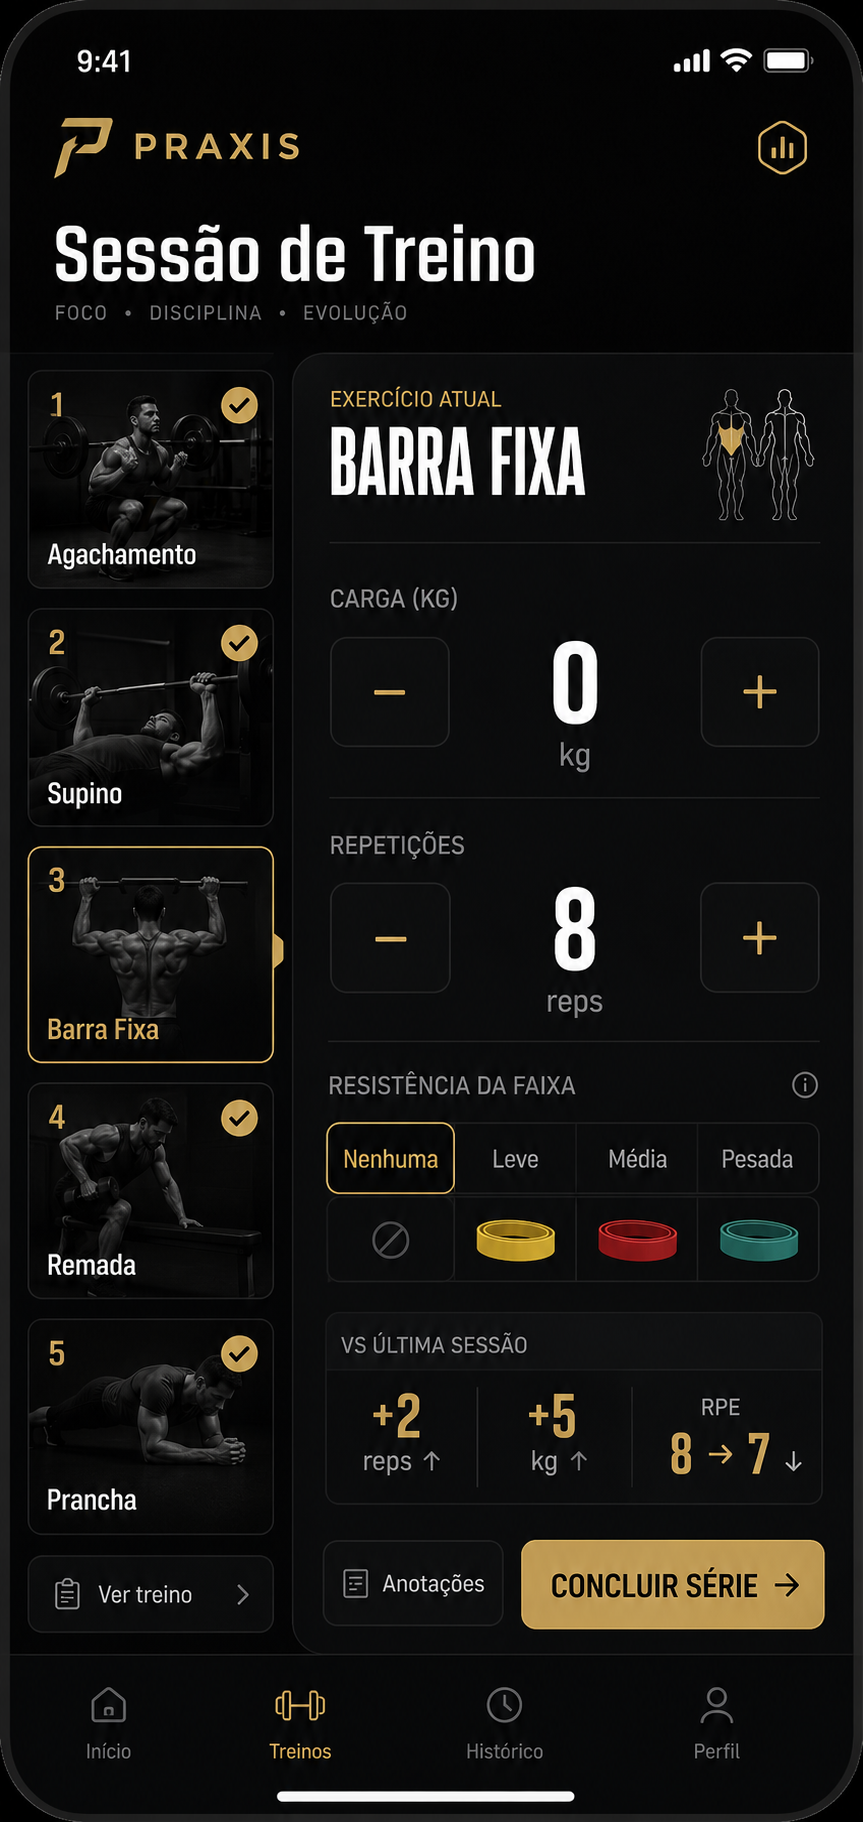 9:41
PRAXIS
Sessão de Treino
FOCO • DISCIPLINA • EVOLUÇÃO
1
Agachamento
2
Supino
3
Barra Fixa
4
Remada
5
Prancha
Ver treino
EXERCÍCIO ATUAL
BARRA FIXA
CARGA (KG)
− 0 +
kg
REPETIÇÕES
− 8 +
reps
RESISTÊNCIA DA FAIXA
Nenhuma Leve Média Pesada
VS ÚLTIMA SESSÃO
+2
reps ↑
+5
kg ↑
RPE
8 → 7 ↓
Anotações
CONCLUIR SÉRIE →
Início Treinos Histórico Perfil